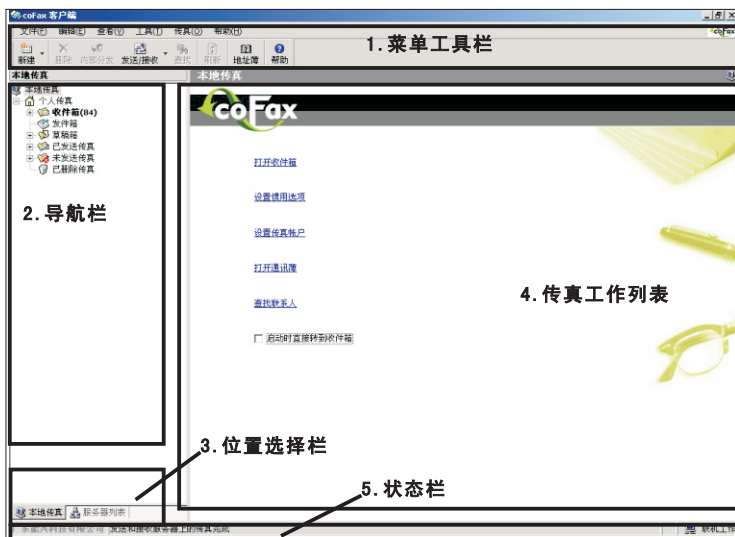 coFax 客户端
文件(F) 编辑(E) 查看(V) 工具(T) 传真(O) 帮助(H)
coFax
新建 删除 内部分发 发送/接收 查找 刷新 地址簿 帮助
1.菜单工具栏
本地传真
本地传真
本地传真
个人传真
收件箱(84)
发件箱
草稿箱
已发送传真
未发送传真
已删除传真
2.导航栏
coFax
打开收件箱
设置惯用选项
设置传真帐户
打开通讯簿
查找联系人
启动时直接转到收件箱
4.传真工作列表
3.位置选择栏
本地传真 服务器列表
5.状态栏
科技有限公司 发送和接收服务器上的传真完成
联机工作